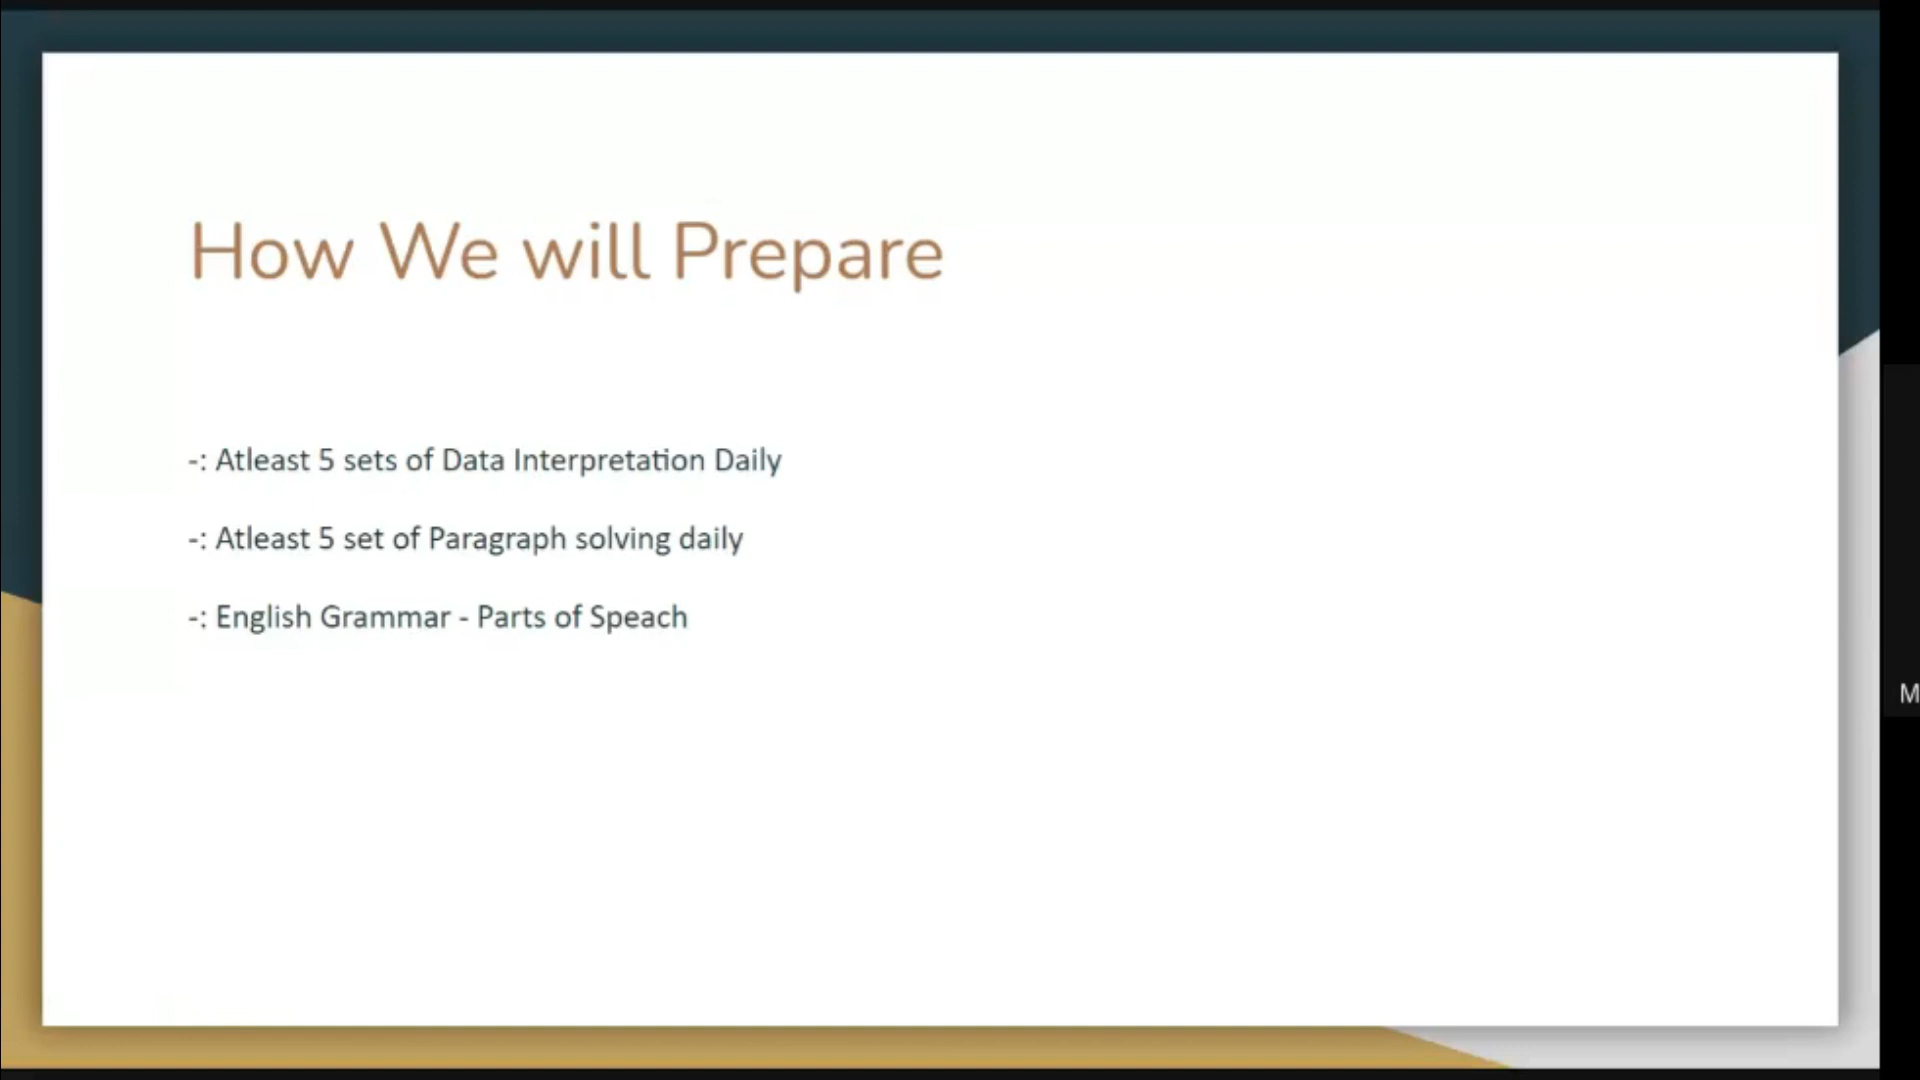 How We will Prepare
-: Atleast 5 sets of Data Interpretation Daily
-: Atleast 5 set of Paragraph solving daily
-: English Grammar - Parts of Speach
M